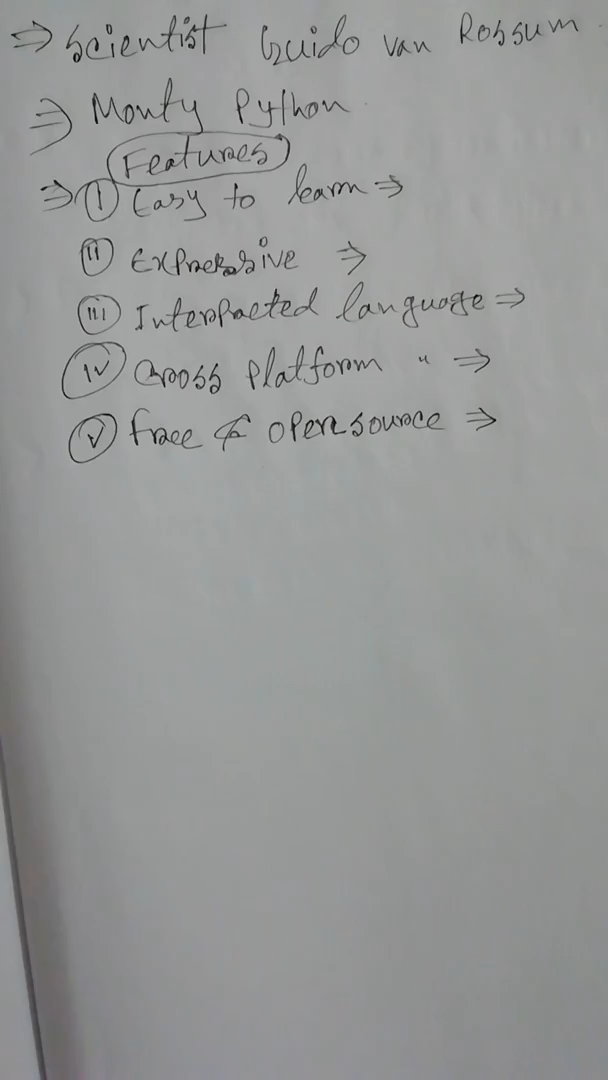 ⇒ Scientist Guido van Rossum
⇒ Monty Python
Features
⇒ (I) Easy to learn ⇒
(II) Expressive ⇒
(III) Interpreted language ⇒
(IV) Cross Platform " ⇒
(V) Free & open source ⇒